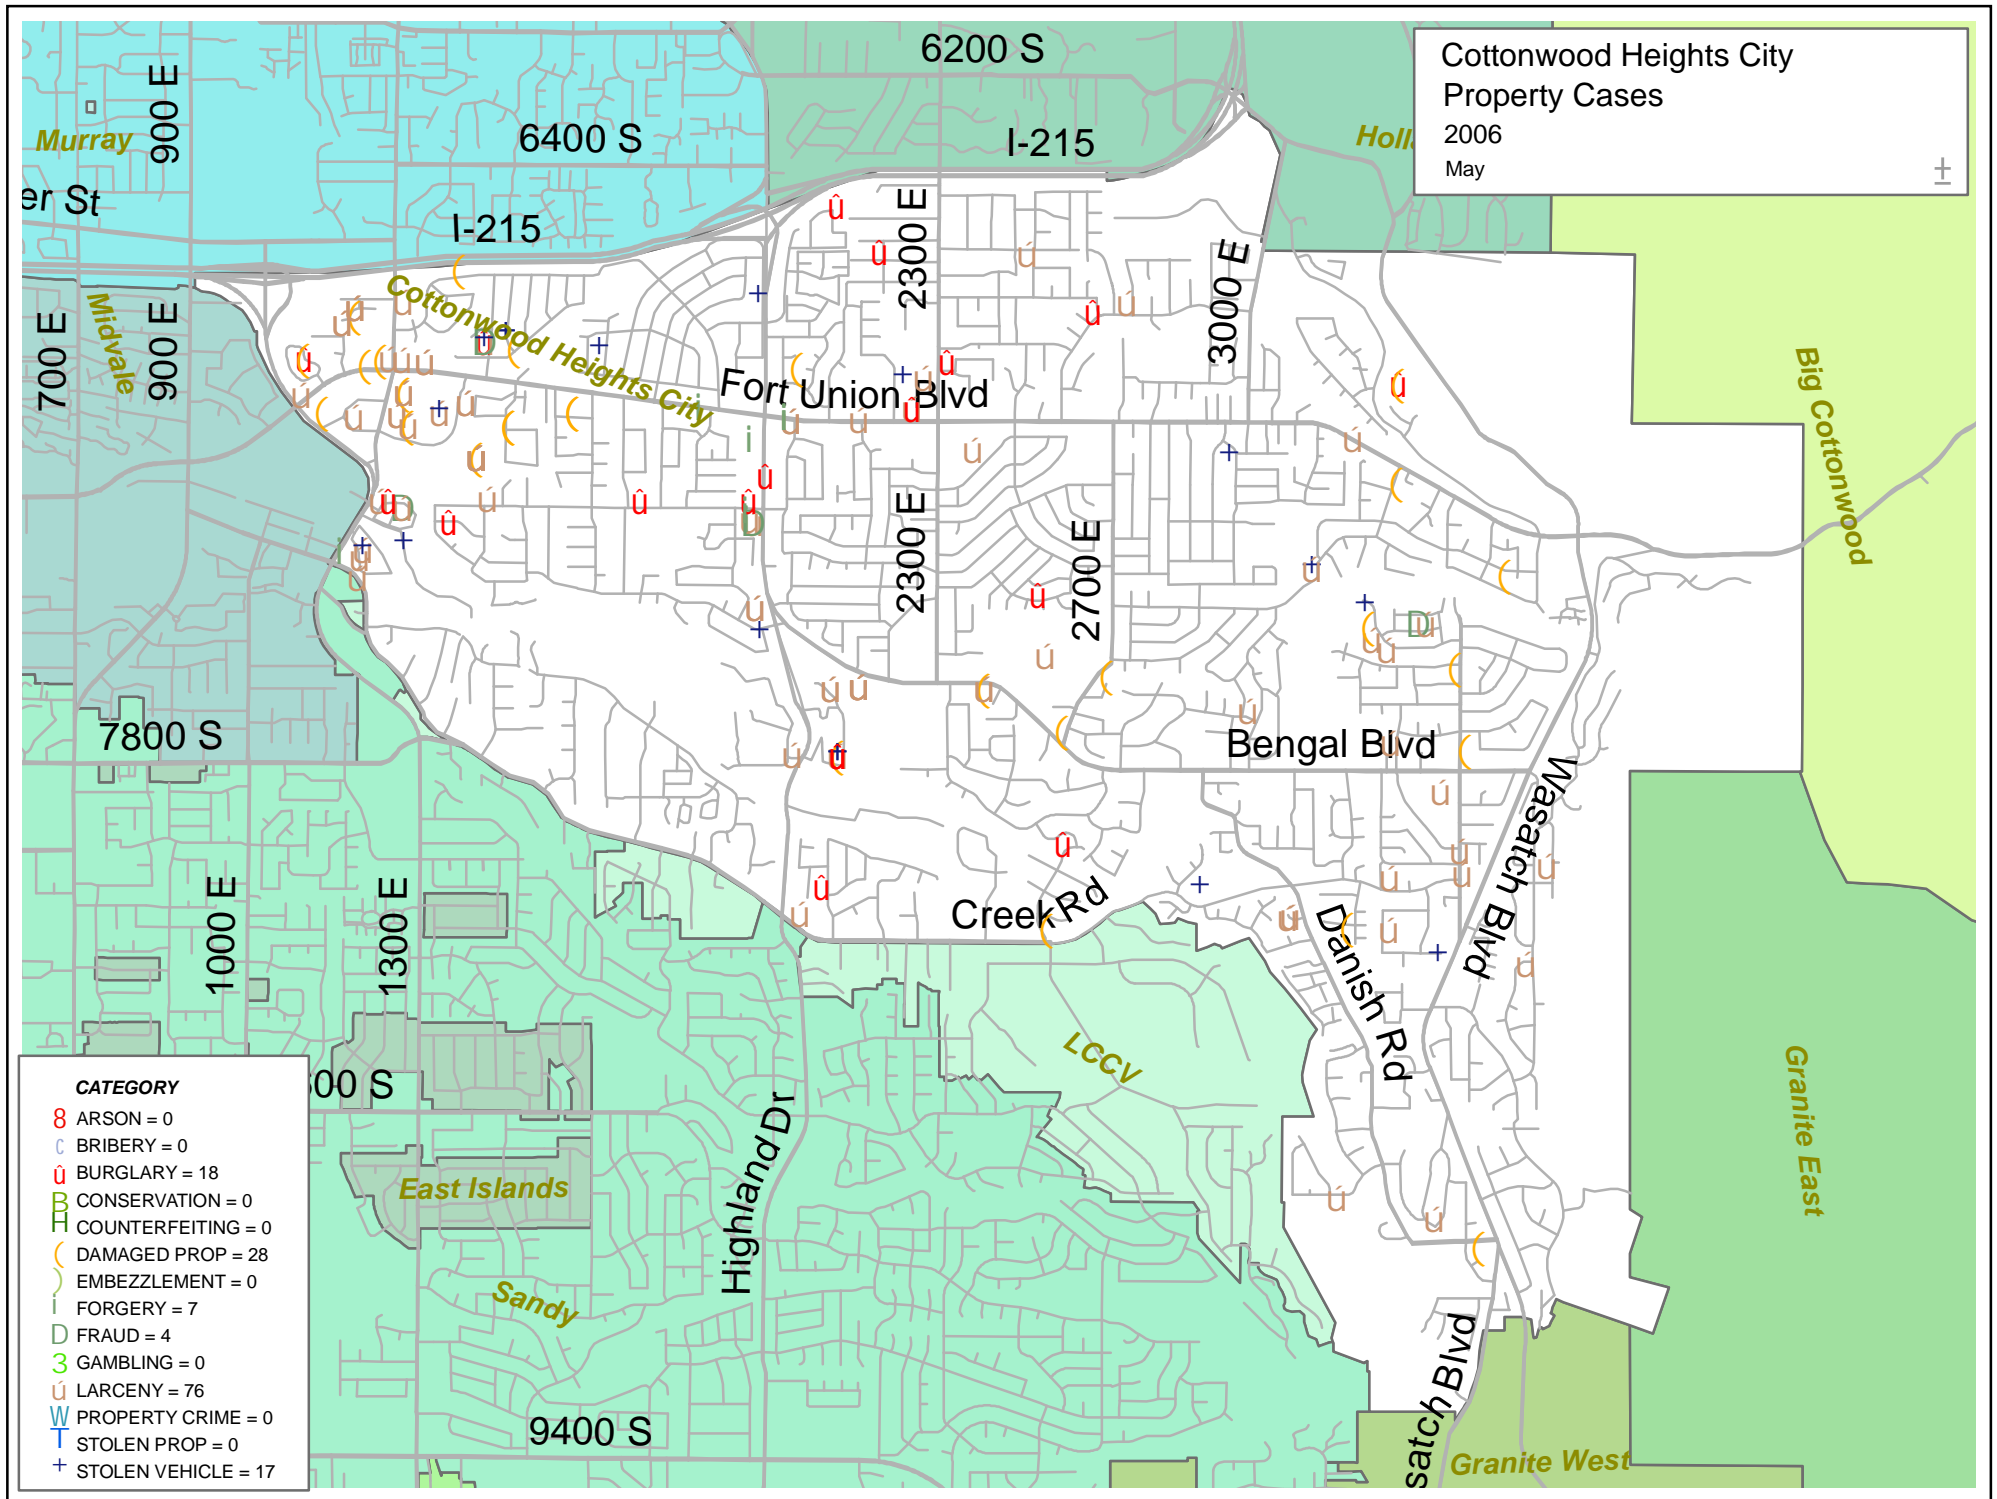 Cottonwood Heights City
Property Cases
2006
May
6200 S
900 E
Murray
6400 S
I-215
Holl
er St
I-215
2300 E
3000 E
Cottonwood Heights City
Midvale
700 E
900 E
Fort Union Blvd
Big Cottonwood
2300 E
2700 E
7800 S
Bengal Blvd
Wasatch Blvd
1000 E
1300 E
Creek Rd
Danish Rd
LCCV
Granite East
600 S
Highland Dr
East Islands
Sandy
9400 S
satch Blvd
Granite West
CATEGORY
8 ARSON = 0
c BRIBERY = 0
û BURGLARY = 18
B CONSERVATION = 0
H COUNTERFEITING = 0
( DAMAGED PROP = 28
) EMBEZZLEMENT = 0
i FORGERY = 7
D FRAUD = 4
3 GAMBLING = 0
ú LARCENY = 76
W PROPERTY CRIME = 0
T STOLEN PROP = 0
+ STOLEN VEHICLE = 17